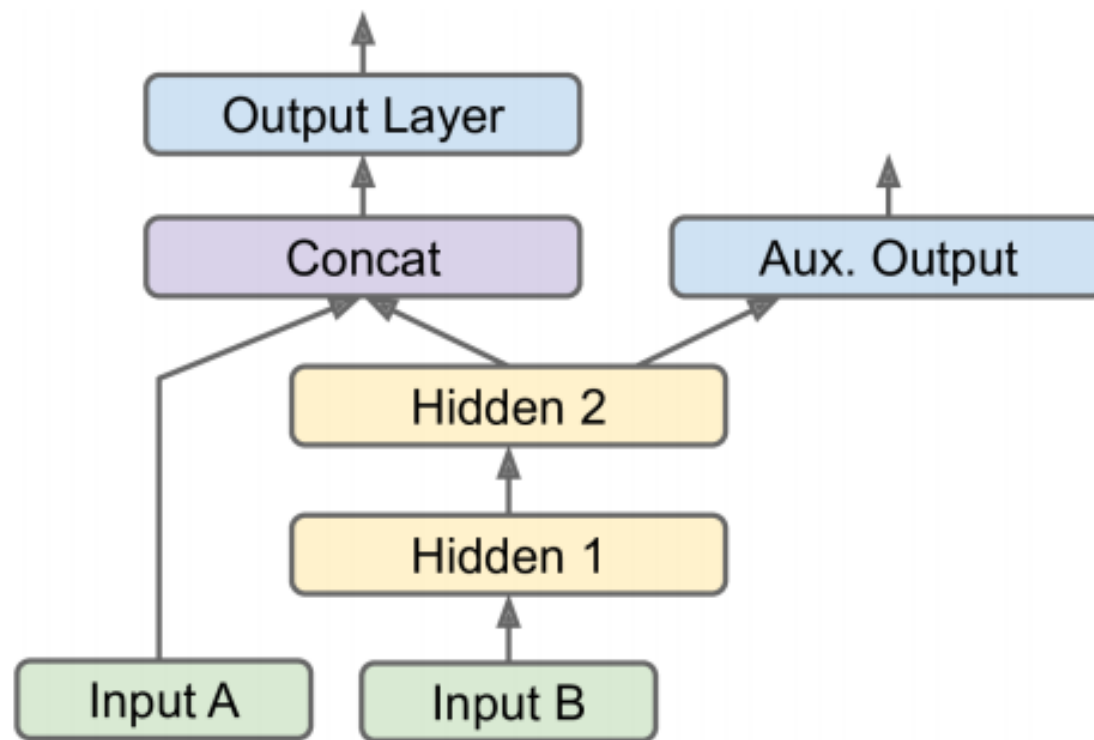 Output Layer
Concat
Aux. Output
Hidden 2
Hidden 1
Input A
Input B